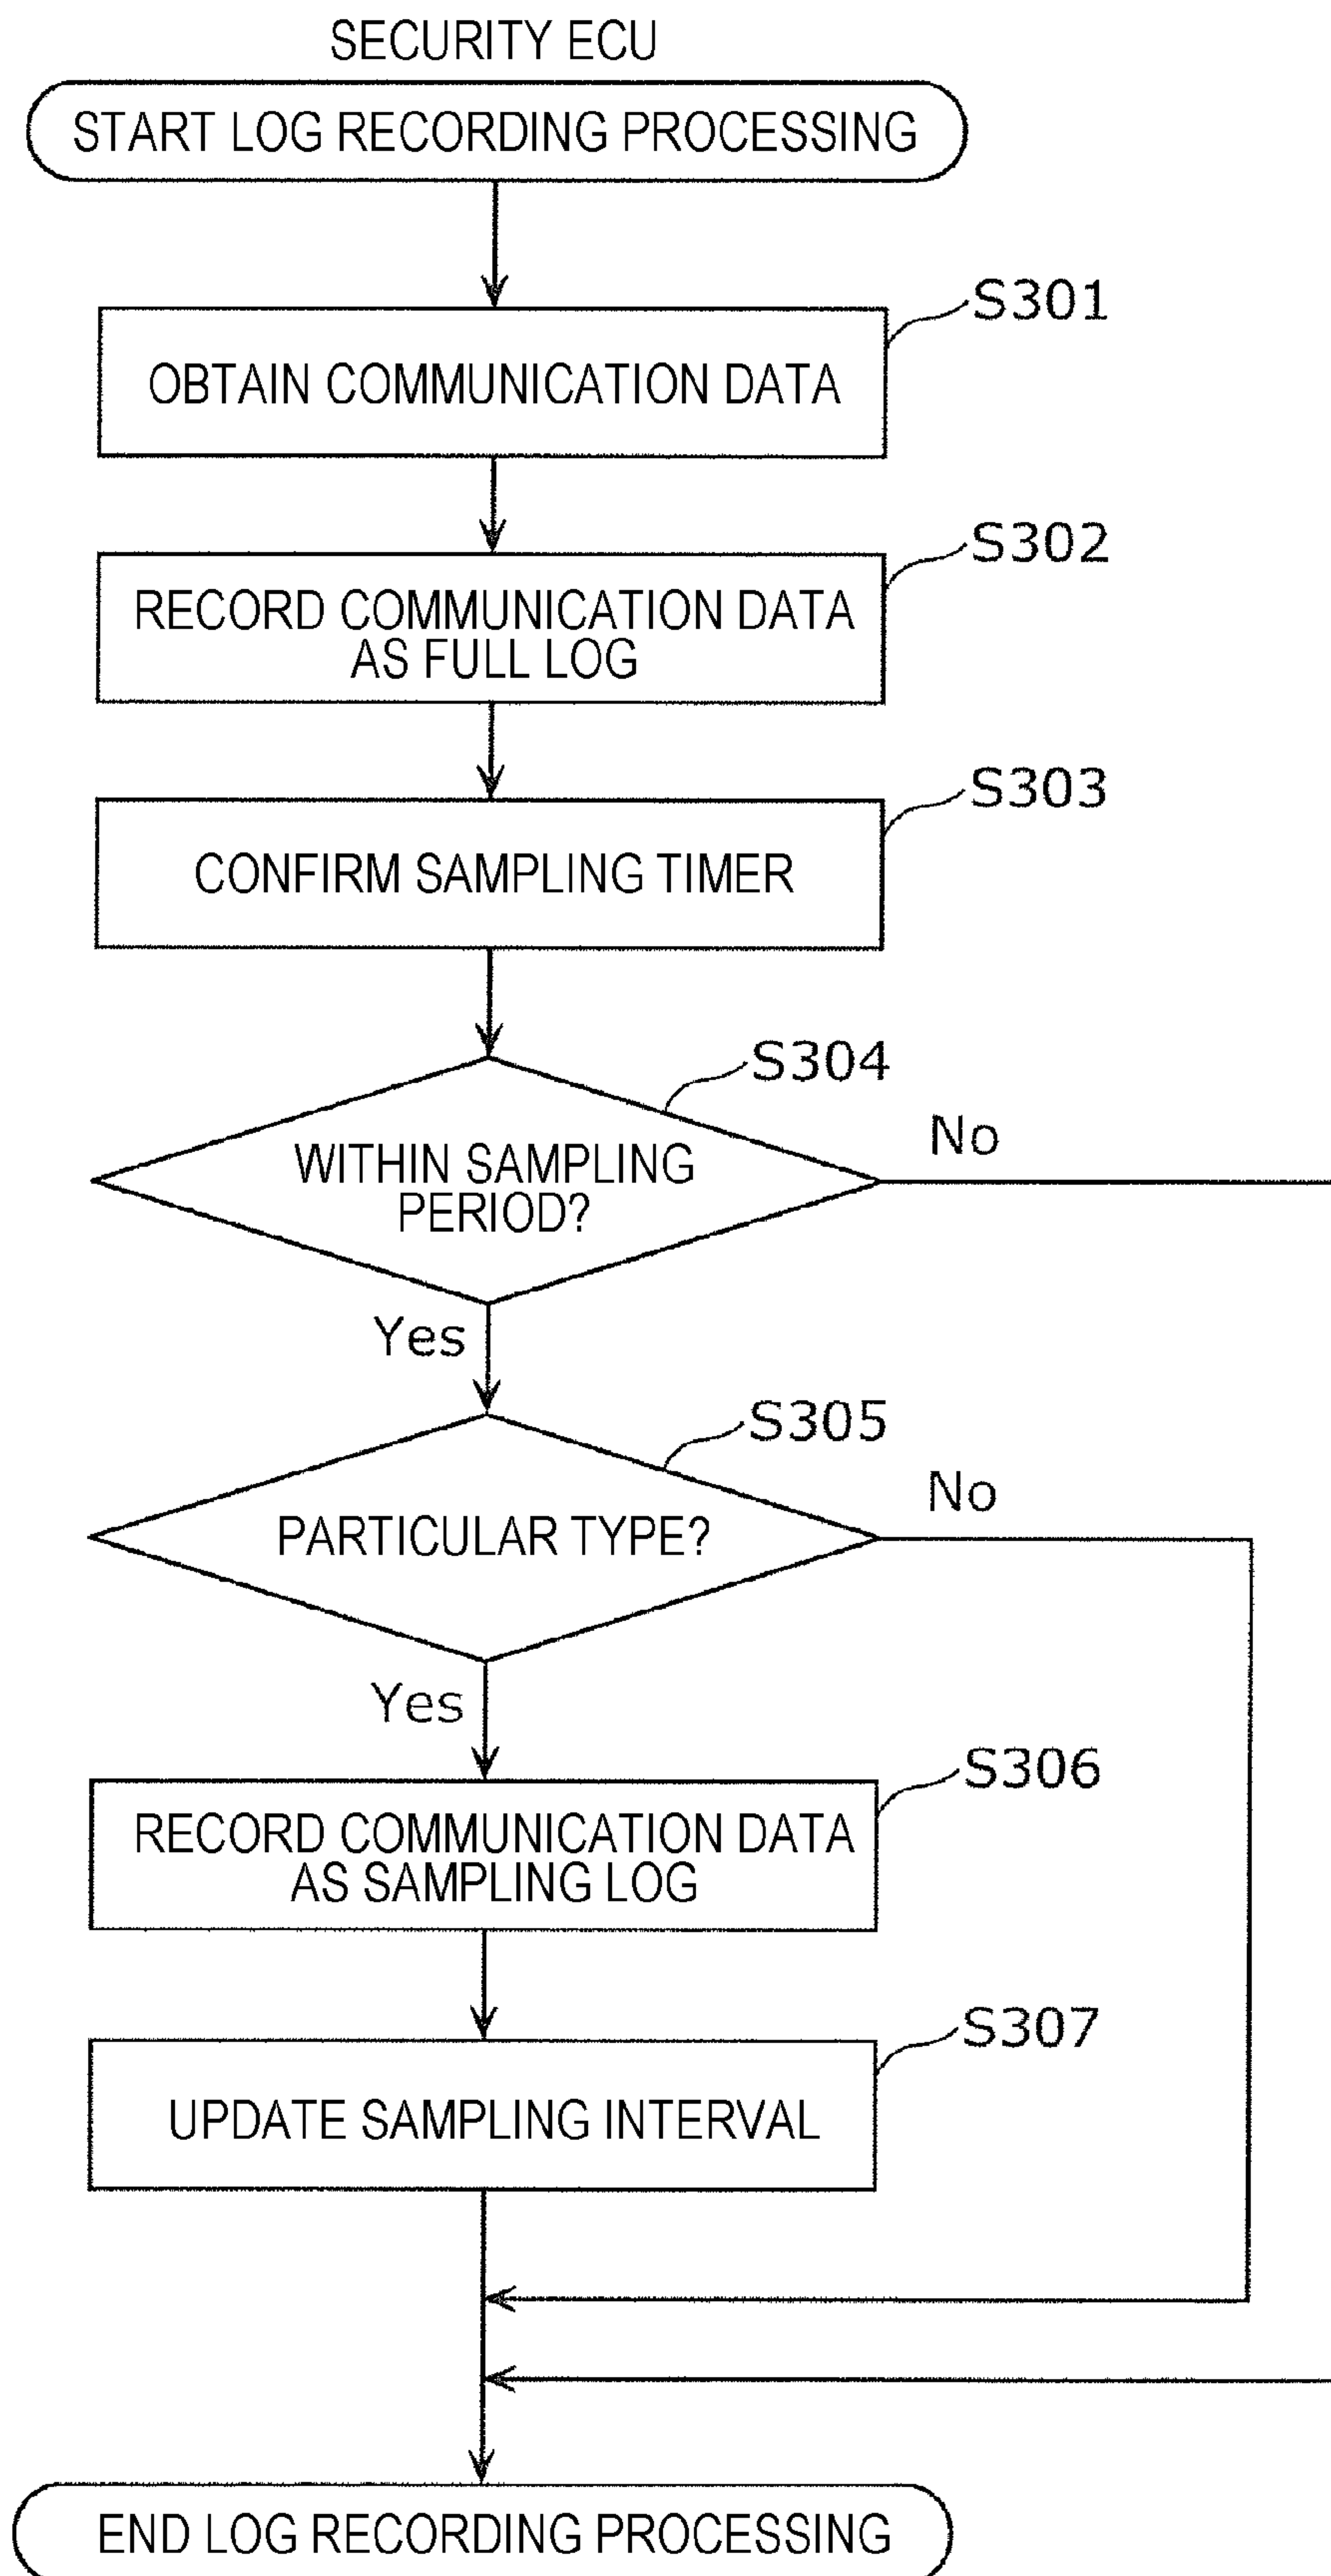 SECURITY ECU
START LOG RECORDING PROCESSING
S301
OBTAIN COMMUNICATION DATA
S302
RECORD COMMUNICATION DATA
AS FULL LOG
S303
CONFIRM SAMPLING TIMER
S304
No
WITHIN SAMPLING
PERIOD?
Yes
S305
No
PARTICULAR TYPE?
Yes
S306
RECORD COMMUNICATION DATA
AS SAMPLING LOG
S307
UPDATE SAMPLING INTERVAL
END LOG RECORDING PROCESSING